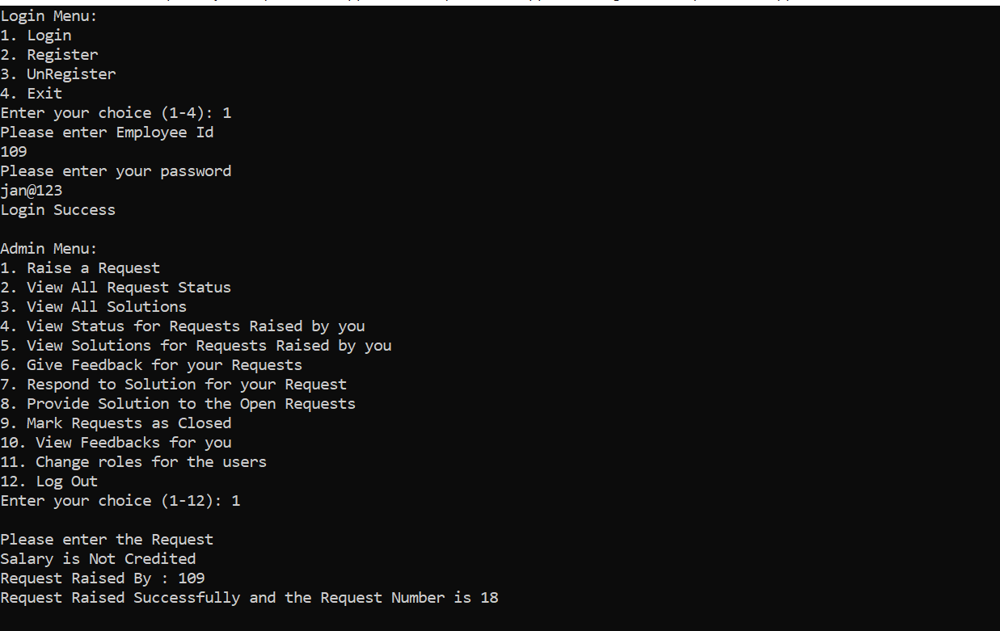 Login Menu:
1. Login
2. Register
3. UnRegister
4. Exit
Enter your choice (1-4): 1
Please enter Employee Id
109
Please enter your password
jan@123
Login Success
Admin Menu:
1. Raise a Request
2. View All Request Status
3. View All Solutions
4. View Status for Requests Raised by you
5. View Solutions for Requests Raised by you
6. Give Feedback for your Requests
7. Respond to Solution for your Request
8. Provide Solution to the Open Requests
9. Mark Requests as Closed
10. View Feedbacks for you
11. Change roles for the users
12. Log Out
Enter your choice (1-12): 1
Please enter the Request
Salary is Not Credited
Request Raised By : 109
Request Raised Successfully and the Request Number is 18